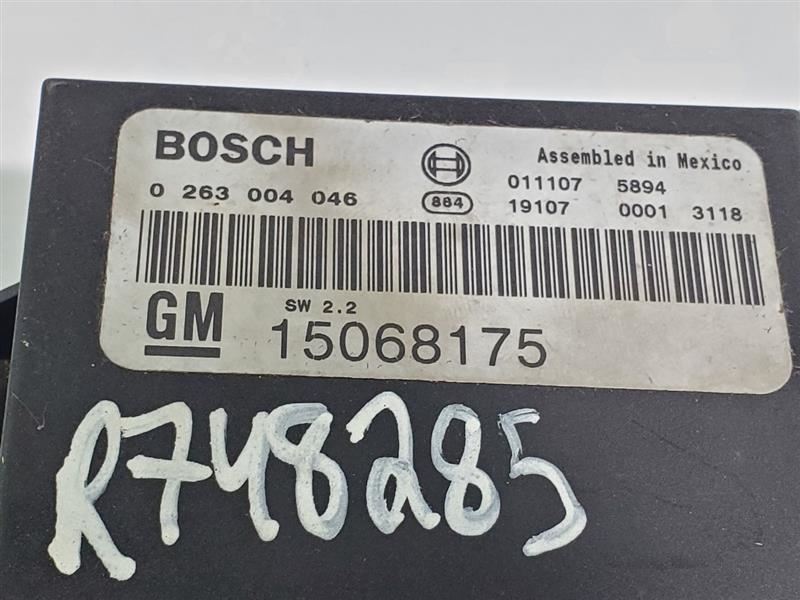 BOSCH
Assembled in Mexico
0 263 004 046
884
011107 5894
19107 0001 3118
GM
SW 2.2
15068175
R748285